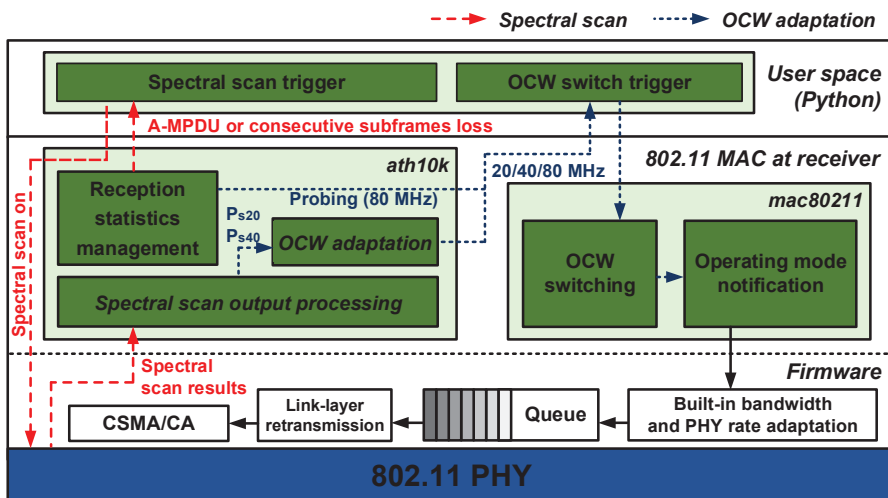 Spectral scan
OCW adaptation
Spectral scan trigger
OCW switch trigger
User space
(Python)
A-MPDU or consecutive subframes loss
ath10k
20/40/80 MHz
802.11 MAC at receiver
Reception
statistics
management
Probing (80 MHz)
Ps20
Ps40
OCW adaptation
Spectral scan output processing
mac80211
OCW
switching
Operating mode
notification
Spectral scan on
Spectral
scan results
Firmware
CSMA/CA
Link-layer
retransmission
Queue
Built-in bandwidth
and PHY rate adaptation
802.11 PHY